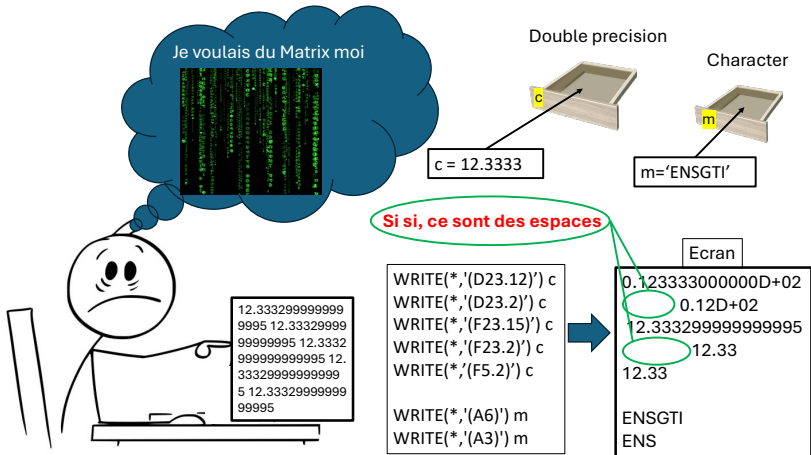 Je voulais du Matrix moi
Double precision
Character
c
m
c = 12.3333
m=‘ENSGTI’
Si si, ce sont des espaces
Ecran
12.333299999999
9995 12.33329999
99999995 12.3332
999999999995 12.
33329999999999
5 12.33329999999
99995
WRITE(*,'(D23.12)’) c
WRITE(*,'(D23.2)’) c
WRITE(*,'(F23.15)’) c
WRITE(*,'(F23.2)’) c
WRITE(*,’(F5.2)’) c
WRITE(*,'(A6)') m
WRITE(*,'(A3)') m
0.123333000000D+02
0.12D+02
12.333299999999995
12.33
12.33
ENSGTI
ENS